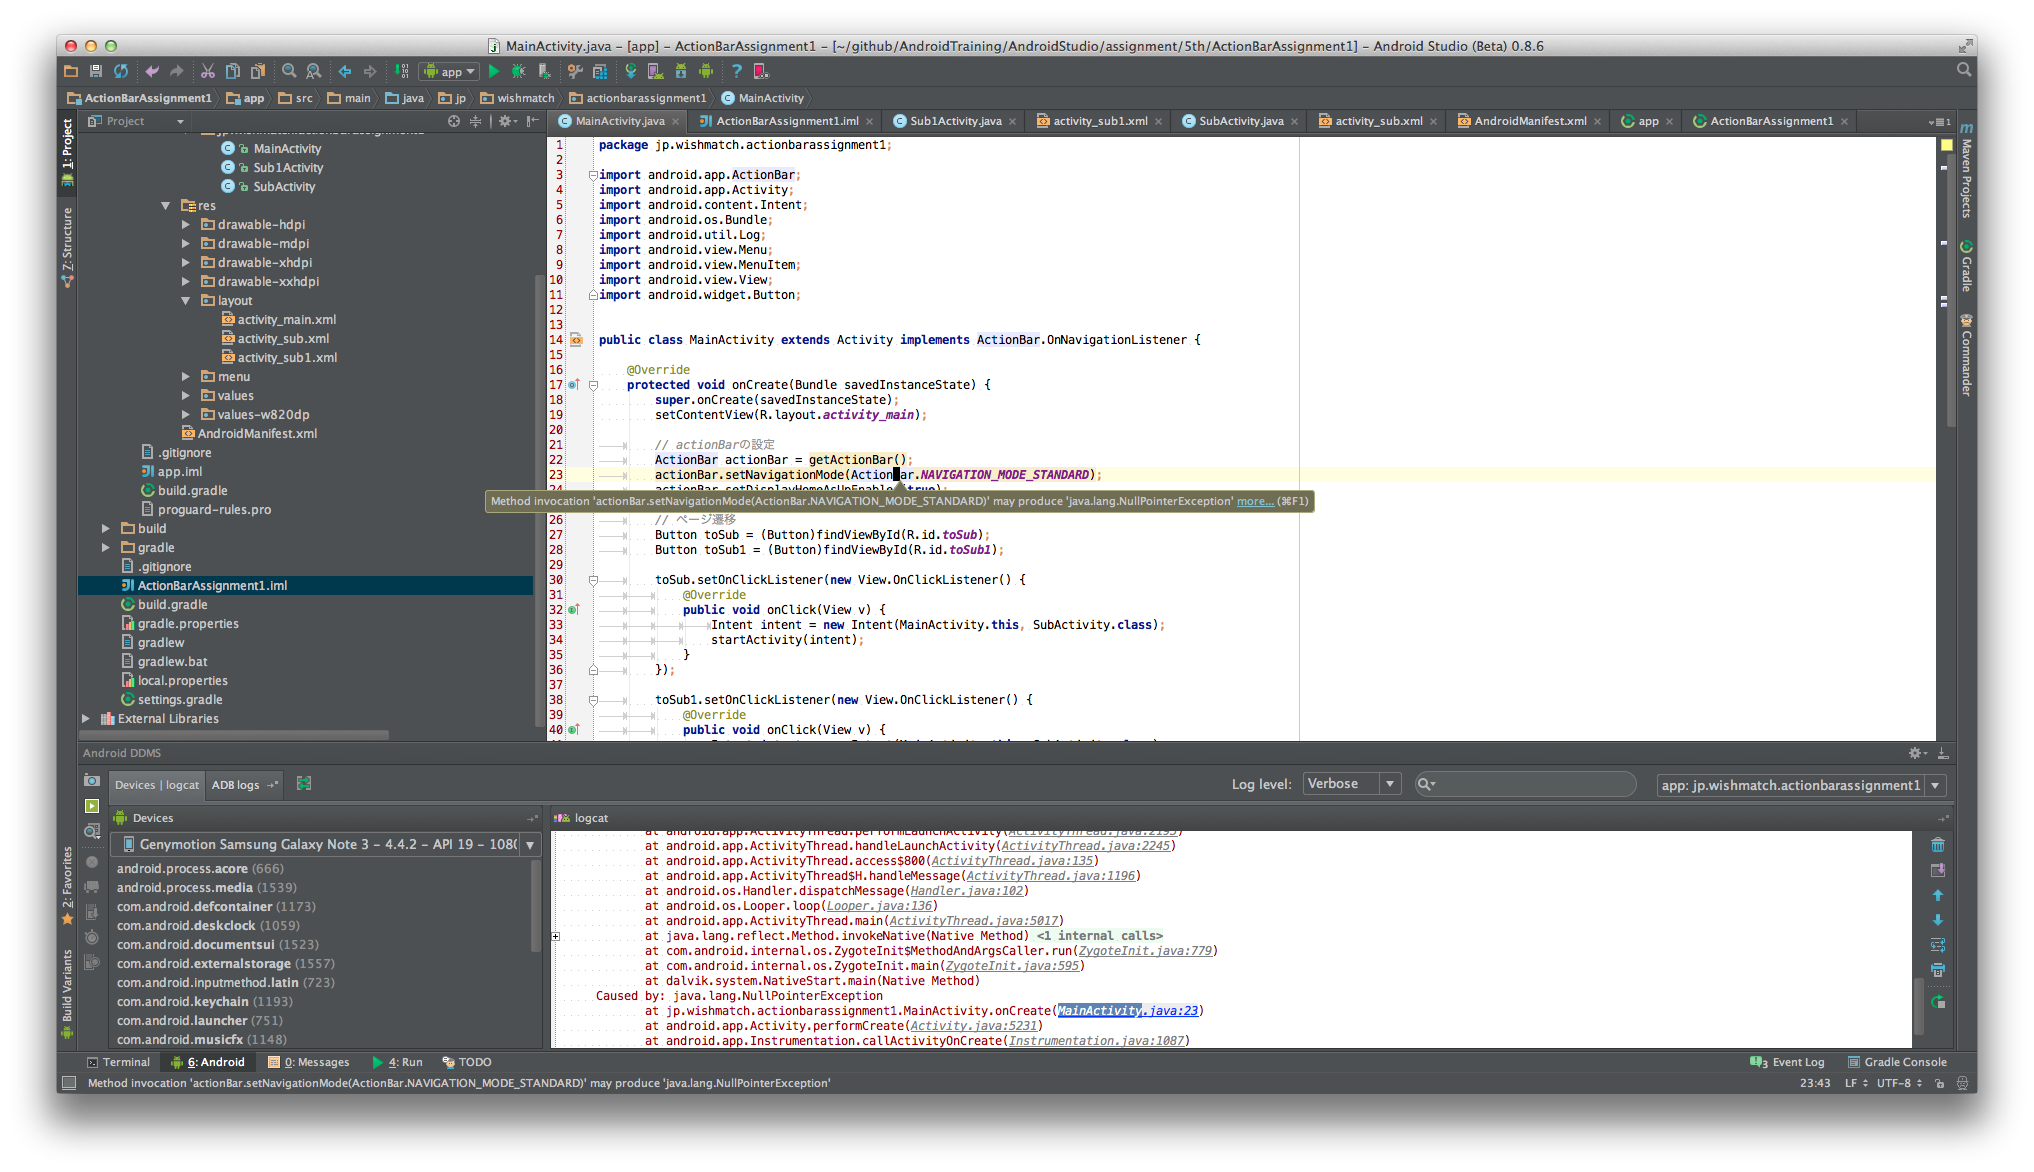 MainActivity.java – [app] – ActionBarAssignment1 – [~/github/AndroidTraining/AndroidStudio/assignment/5th/ActionBarAssignment1] – Android Studio (Beta) 0.8.6
app
ActionBarAssignment1 app src main java jp wishmatch actionbarassignment1 MainActivity
Project
MainActivity.java ActionBarAssignment1.iml Sub1Activity.java activity_sub1.xml SubActivity.java activity_sub.xml AndroidManifest.xml app ActionBarAssignment1
1: Project
Z: Structure
2: Favorites
Build Variants
MainActivity
Sub1Activity
SubActivity
res
drawable-hdpi
drawable-mdpi
drawable-xhdpi
drawable-xxhdpi
layout
activity_main.xml
activity_sub.xml
activity_sub1.xml
menu
values
values-w820dp
AndroidManifest.xml
.gitignore
app.iml
build.gradle
proguard-rules.pro
build
gradle
.gitignore
ActionBarAssignment1.iml
build.gradle
gradle.properties
gradlew
gradlew.bat
local.properties
settings.gradle
External Libraries
1 package jp.wishmatch.actionbarassignment1;
2
3 import android.app.ActionBar;
4 import android.app.Activity;
5 import android.content.Intent;
6 import android.os.Bundle;
7 import android.util.Log;
8 import android.view.Menu;
9 import android.view.MenuItem;
10 import android.view.View;
11 import android.widget.Button;
12
13
14 public class MainActivity extends Activity implements ActionBar.OnNavigationListener {
15
16 @Override
17 protected void onCreate(Bundle savedInstanceState) {
18 super.onCreate(savedInstanceState);
19 setContentView(R.layout.activity_main);
20
21 // actionBarの設定
22 ActionBar actionBar = getActionBar();
23 actionBar.setNavigationMode(ActionBar.NAVIGATION_MODE_STANDARD);
Method invocation 'actionBar.setNavigationMode(ActionBar.NAVIGATION_MODE_STANDARD)' may produce 'java.lang.NullPointerException' more... (⌘F1)
26 // ページ遷移
27 Button toSub = (Button)findViewById(R.id.toSub);
28 Button toSub1 = (Button)findViewById(R.id.toSub1);
29
30 toSub.setOnClickListener(new View.OnClickListener() {
31 @Override
32 public void onClick(View v) {
33 Intent intent = new Intent(MainActivity.this, SubActivity.class);
34 startActivity(intent);
35 }
36 });
37
38 toSub1.setOnClickListener(new View.OnClickListener() {
39 @Override
40 public void onClick(View v) {
1
Maven Projects
Gradle
Commander
Android DDMS
Devices | logcat ADB logs
Log level: Verbose app: jp.wishmatch.actionbarassignment1
Devices
Genymotion Samsung Galaxy Note 3 – 4.4.2 – API 19 – 1080
android.process.acore (666)
android.process.media (1539)
com.android.defcontainer (1173)
com.android.deskclock (1059)
com.android.documentsui (1523)
com.android.externalstorage (1557)
com.android.inputmethod.latin (723)
com.android.keychain (1193)
com.android.launcher (751)
com.android.musicfx (1148)
logcat
at android.app.ActivityThread.performLaunchActivity(ActivityThread.java:2195)
at android.app.ActivityThread.handleLaunchActivity(ActivityThread.java:2245)
at android.app.ActivityThread.access$800(ActivityThread.java:135)
at android.app.ActivityThread$H.handleMessage(ActivityThread.java:1196)
at android.os.Handler.dispatchMessage(Handler.java:102)
at android.os.Looper.loop(Looper.java:136)
at android.app.ActivityThread.main(ActivityThread.java:5017)
at java.lang.reflect.Method.invokeNative(Native Method) <1 internal calls>
at com.android.internal.os.ZygoteInit$MethodAndArgsCaller.run(ZygoteInit.java:779)
at com.android.internal.os.ZygoteInit.main(ZygoteInit.java:595)
at dalvik.system.NativeStart.main(Native Method)
Caused by: java.lang.NullPointerException
at jp.wishmatch.actionbarassignment1.MainActivity.onCreate(MainActivity.java:23)
at android.app.Activity.performCreate(Activity.java:5231)
at android.app.Instrumentation.callActivityOnCreate(Instrumentation.java:1087)
Terminal 6: Android 0: Messages 4: Run TODO 3 Event Log Gradle Console
Method invocation 'actionBar.setNavigationMode(ActionBar.NAVIGATION_MODE_STANDARD)' may produce 'java.lang.NullPointerException' 23:43 LF UTF-8